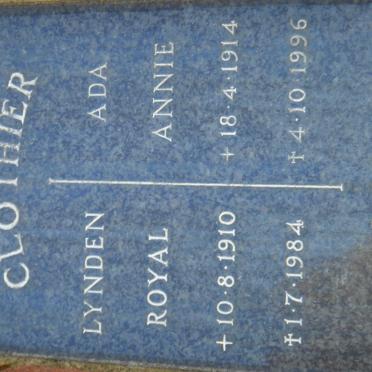 CLOTHIER
LYNDEN ADA
ROYAL ANNIE
+ 10·8·1910 + 18·4·1914
✝ 1·7·1984 ✝ 4·10·1996